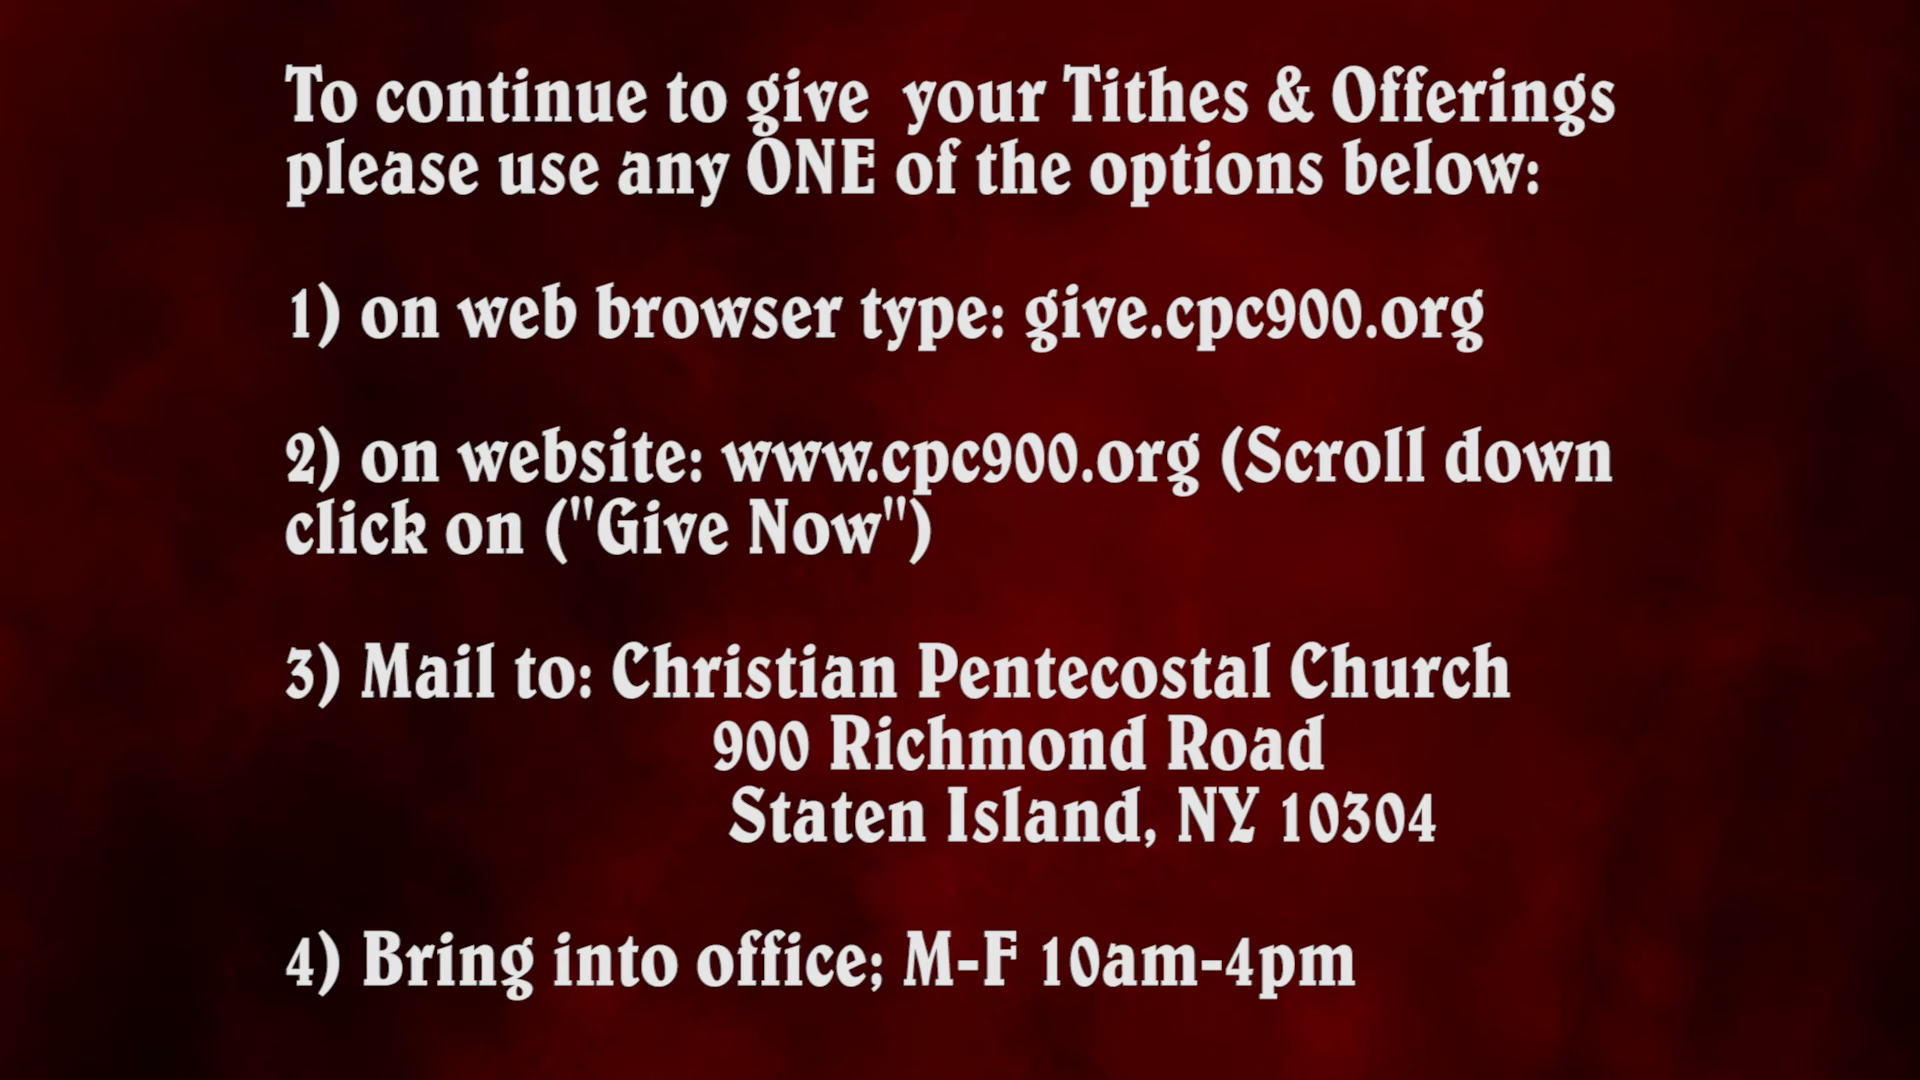 To continue to give  your Tithes & Offerings
please use any ONE of the options below:
1) on web browser type: give.cpc900.org
2) on website: www.cpc900.org (Scroll down
click on ("Give Now")
3) Mail to: Christian Pentecostal Church
900 Richmond Road
Staten Island, NY 10304
4) Bring into office; M-F 10am-4pm